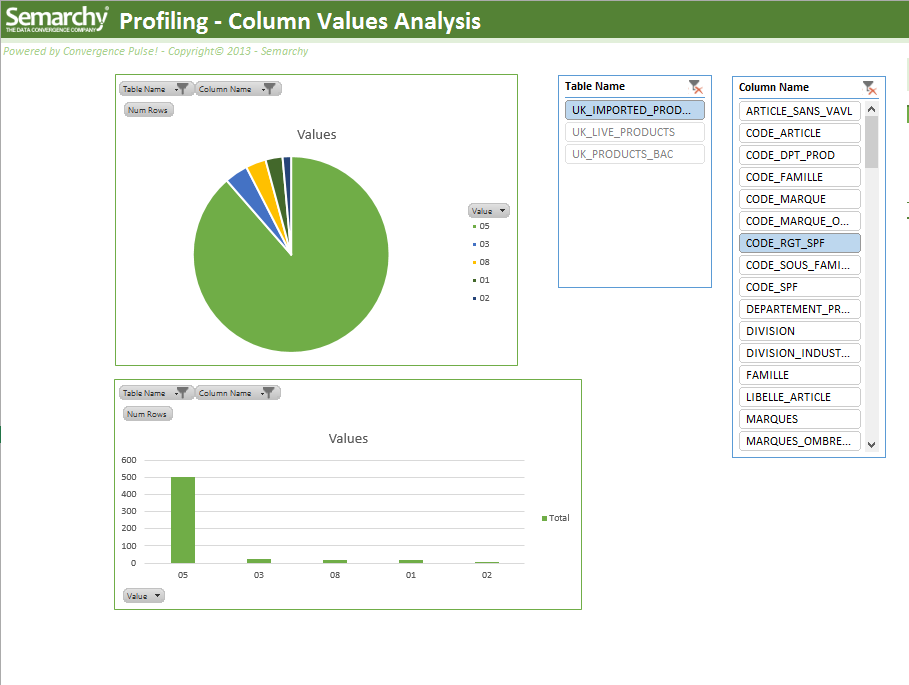 Semarchy®
THE DATA CONVERGENCE COMPANY
Profiling - Column Values Analysis
Powered by Convergence Pulse! - Copyright© 2013 - Semarchy
Table Name
Column Name
Num Rows
Values
Value
05
03
08
01
02
Table Name
UK_IMPORTED_PROD...
UK_LIVE_PRODUCTS
UK_PRODUCTS_BAC
Column Name
ARTICLE_SANS_VAVL
CODE_ARTICLE
CODE_DPT_PROD
CODE_FAMILLE
CODE_MARQUE
CODE_MARQUE_O...
CODE_RGT_SPF
CODE_SOUS_FAMI...
CODE_SPF
DEPARTEMENT_PR...
DIVISION
DIVISION_INDUST...
FAMILLE
LIBELLE_ARTICLE
MARQUES
MARQUES_OMBRE...
Table Name
Column Name
Num Rows
Values
600
500
400
300
200
100
0
05 03 08 01 02
Total
Value